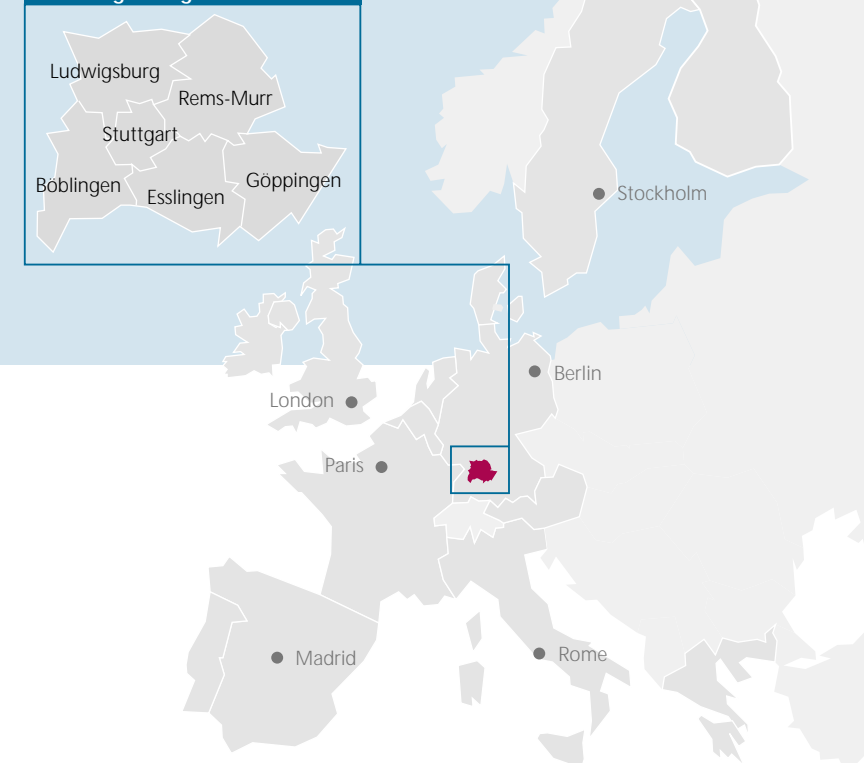 Ludwigsburg
Rems-Murr
Stuttgart
Böblingen
Esslingen
Göppingen
Stockholm
Berlin
London
Paris
Madrid
Rome